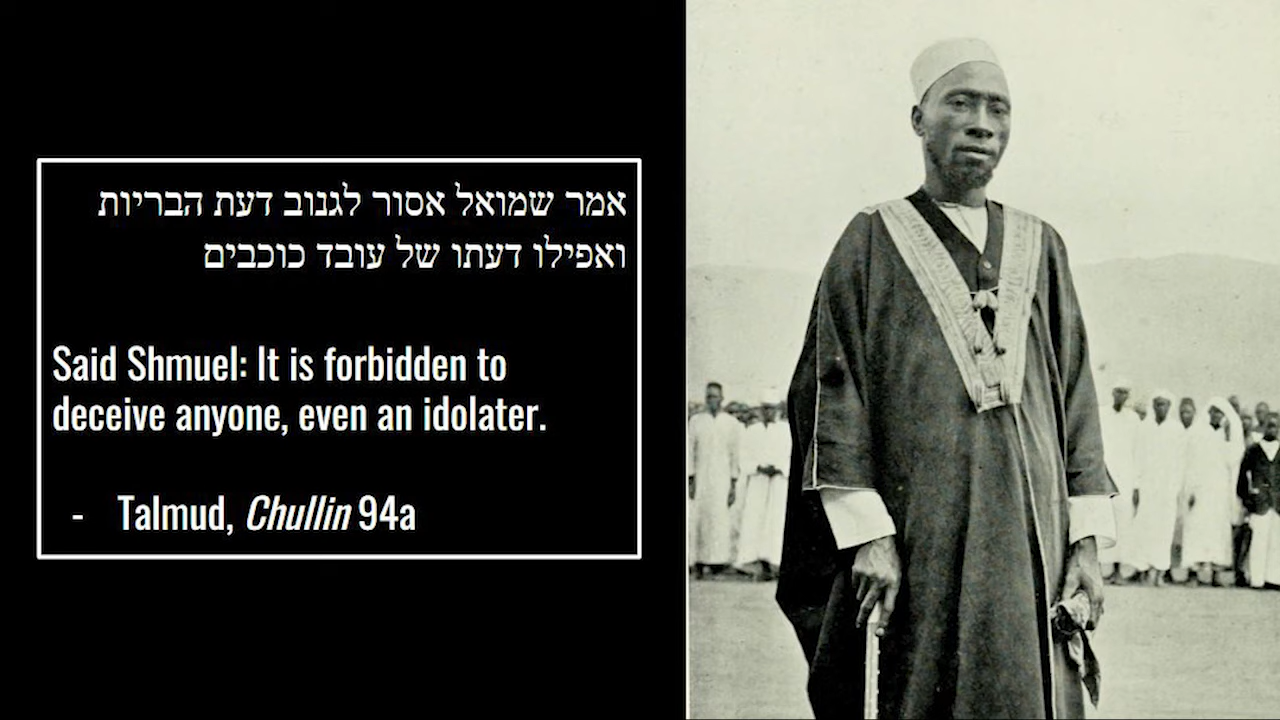 אמר שמואל אסור לגנוב דעת הבריות
ואפילו דעתו של עובד כוכבים
Said Shmuel: It is forbidden to
deceive anyone, even an idolater.
- Talmud, Chullin 94a